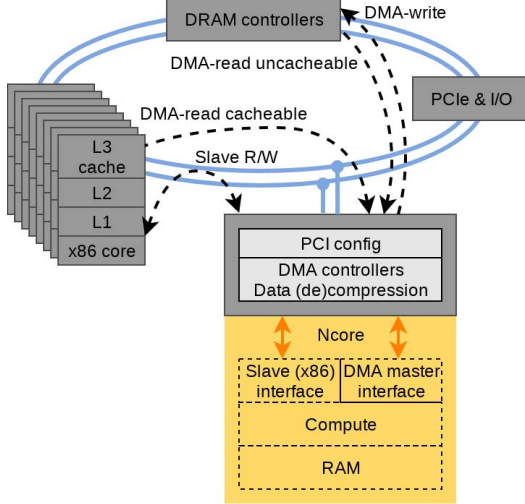 DRAM controllers
DMA-write
DMA-read uncacheable
PCIe & I/O
DMA-read cacheable
L3
cache
Slave R/W
L2
L1
x86 core
PCI config
DMA controllers
Data (de)compression
Ncore
Slave (x86)
interface
DMA master
interface
Compute
RAM